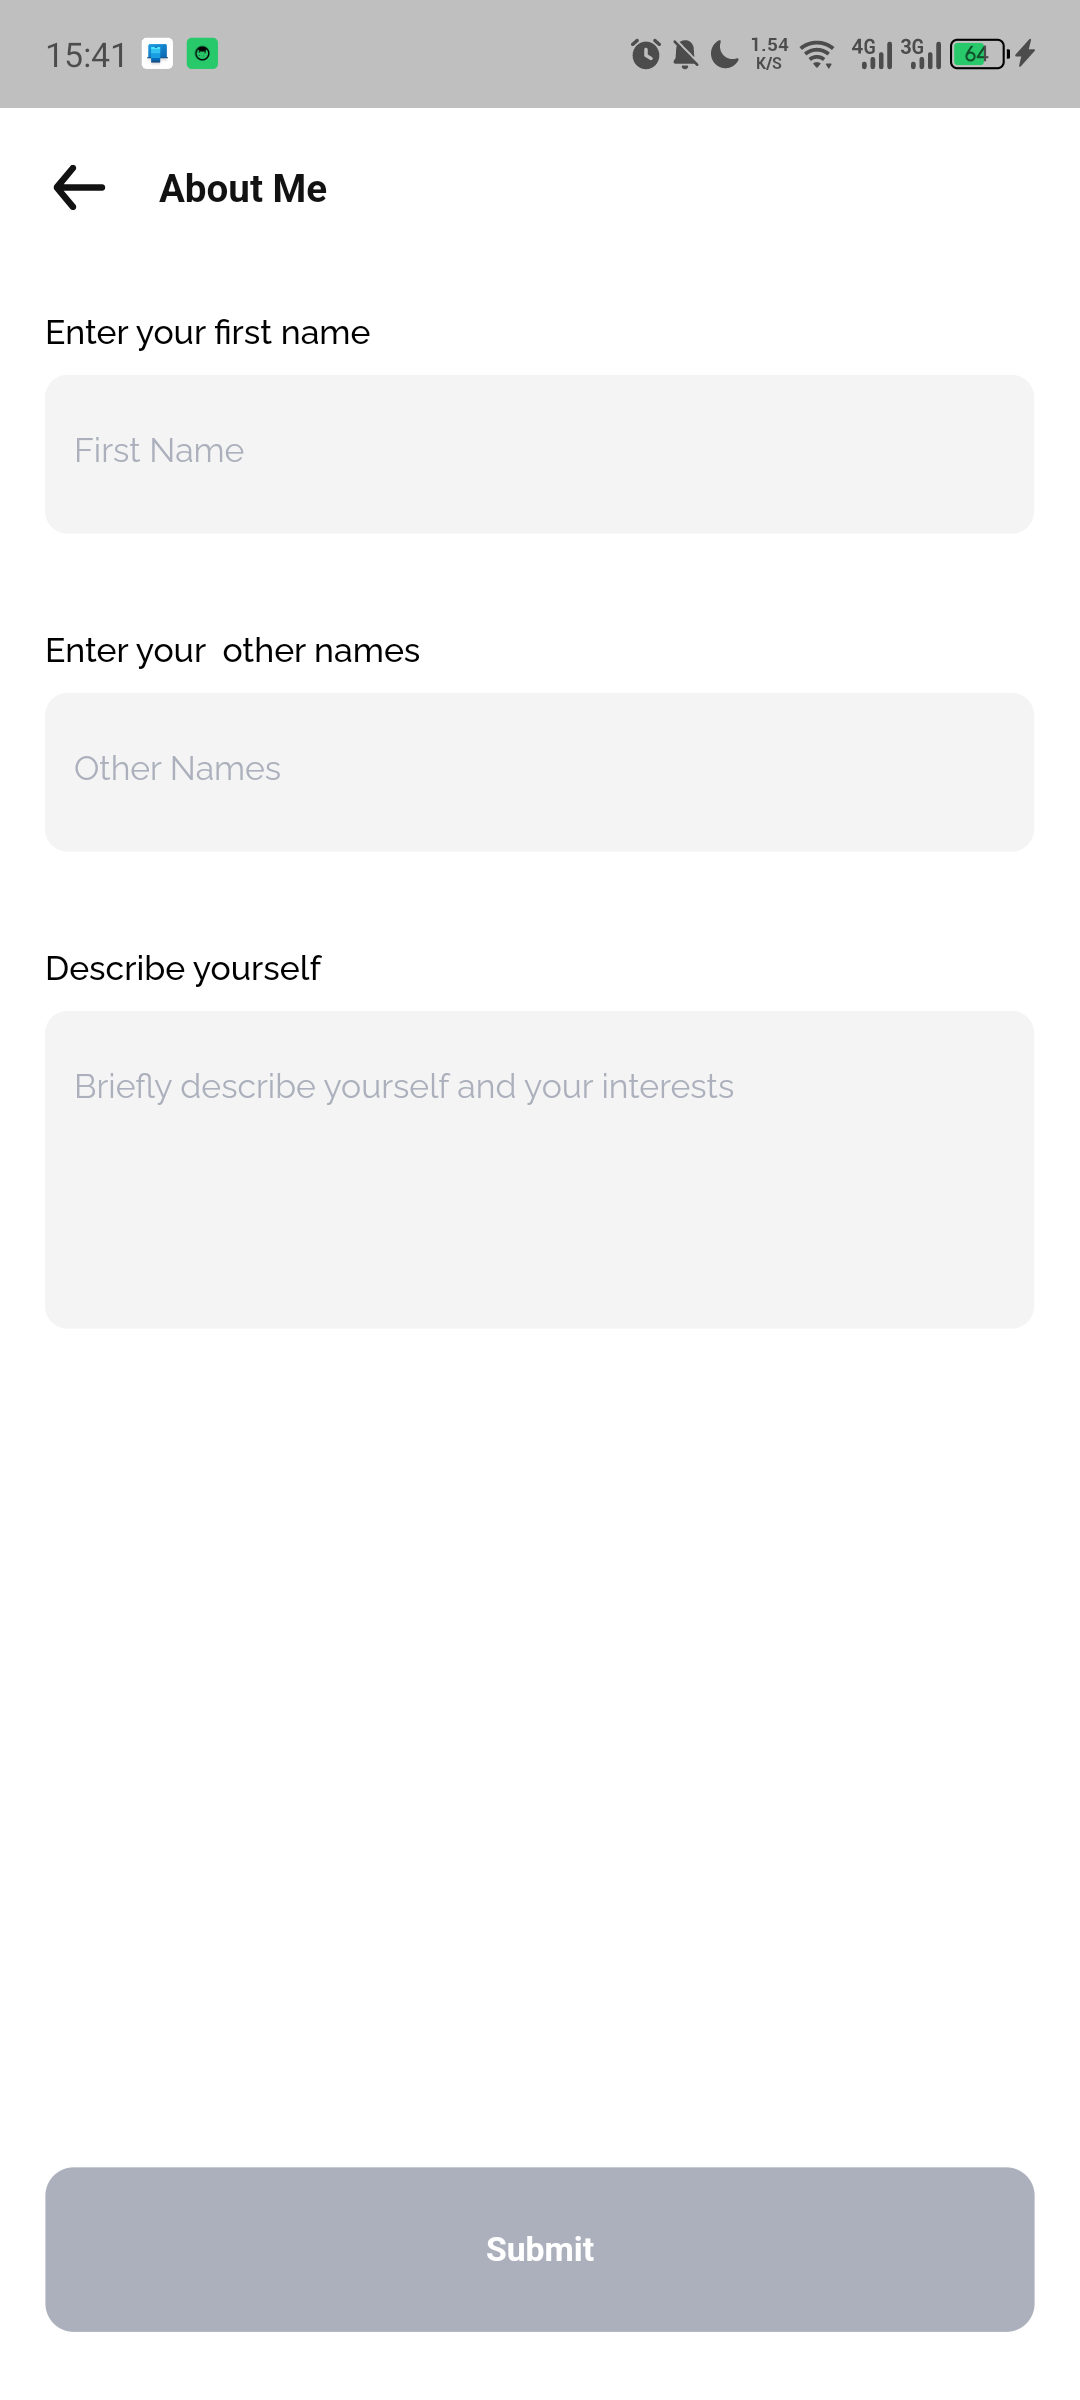 15:41 1.54 K/S 4G 3G 64
About Me
Enter your first name
First Name
Enter your  other names
Other Names
Describe yourself
Briefly describe yourself and your interests
Submit